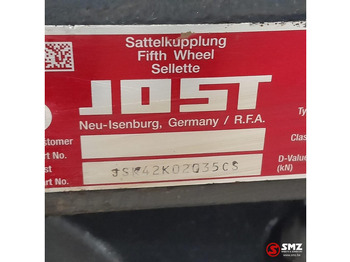 Sattelkupplung
Fifth Wheel
Sellette
JOST
Neu-Isenburg, Germany / R.F.A.
Ty
stomer
rt No.
Clas
st
rt No.
JSK42K02035CS
D-Value
(kN)
SMZ